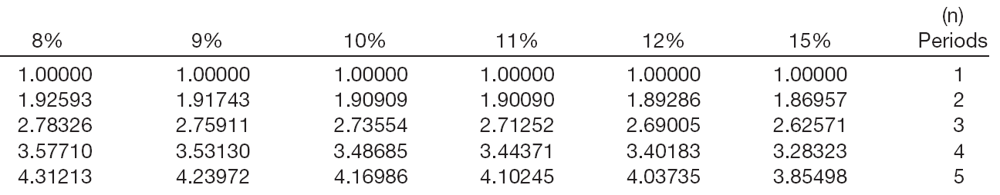 (n)
8% 9% 10% 11% 12% 15% Periods
1.00000 1.00000 1.00000 1.00000 1.00000 1.00000 1
1.92593 1.91743 1.90909 1.90090 1.89286 1.86957 2
2.78326 2.75911 2.73554 2.71252 2.69005 2.62571 3
3.57710 3.53130 3.48685 3.44371 3.40183 3.28323 4
4.31213 4.23972 4.16986 4.10245 4.03735 3.85498 5